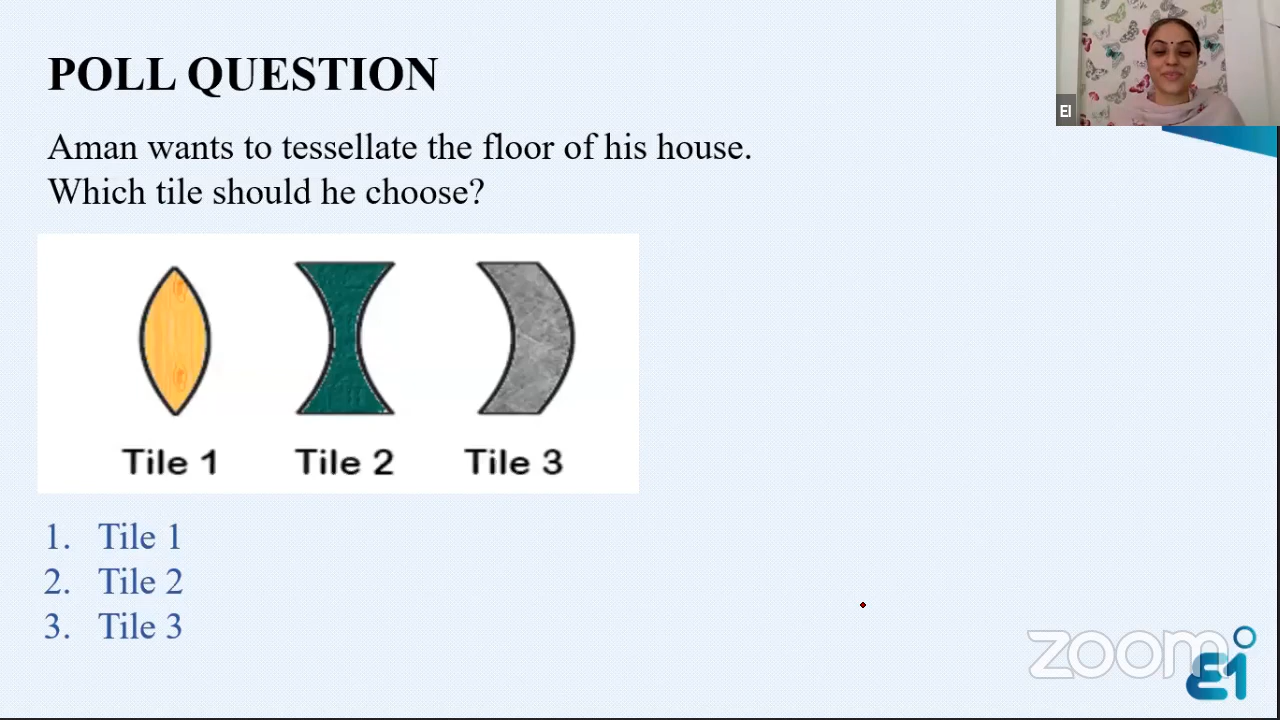 POLL QUESTION
EI
Aman wants to tessellate the floor of his house.
Which tile should he choose?
Tile 1 Tile 2 Tile 3
1. Tile 1
2. Tile 2
3. Tile 3
zoom
EI